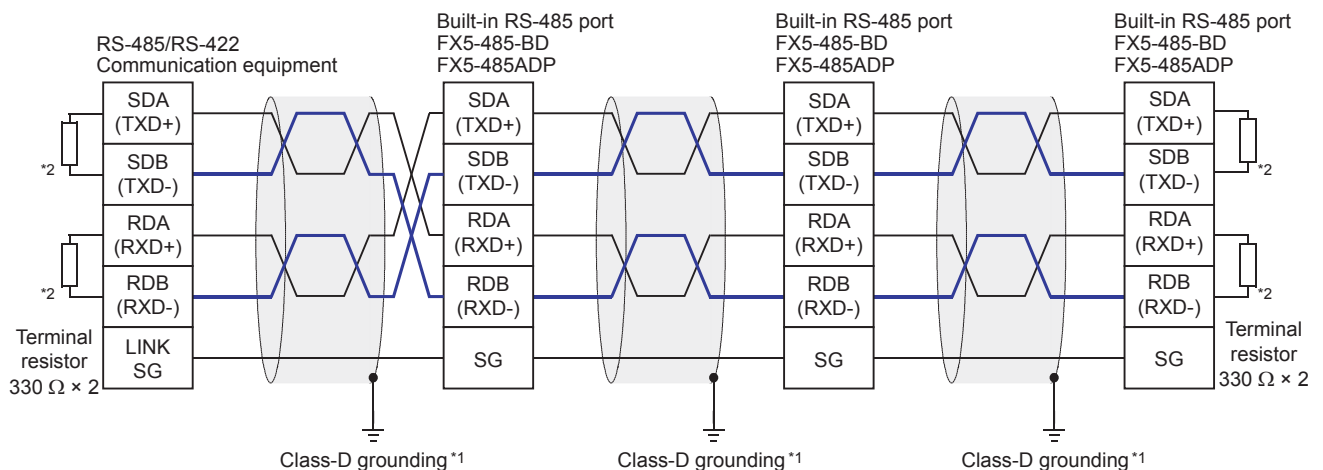 RS-485/RS-422
Communication equipment
Built-in RS-485 port
FX5-485-BD
FX5-485ADP
Built-in RS-485 port
FX5-485-BD
FX5-485ADP
Built-in RS-485 port
FX5-485-BD
FX5-485ADP
SDA
(TXD+)
SDB
(TXD-)
RDA
(RXD+)
RDB
(RXD-)
LINK
SG
*2
*2
Terminal
resistor
330 Ω × 2
SDA
(TXD+)
SDB
(TXD-)
RDA
(RXD+)
RDB
(RXD-)
SG
SDA
(TXD+)
SDB
(TXD-)
RDA
(RXD+)
RDB
(RXD-)
SG
SDA
(TXD+)
SDB
(TXD-)
RDA
(RXD+)
RDB
(RXD-)
SG
*2
*2
Terminal
resistor
330 Ω × 2
Class-D grounding *1
Class-D grounding *1
Class-D grounding *1